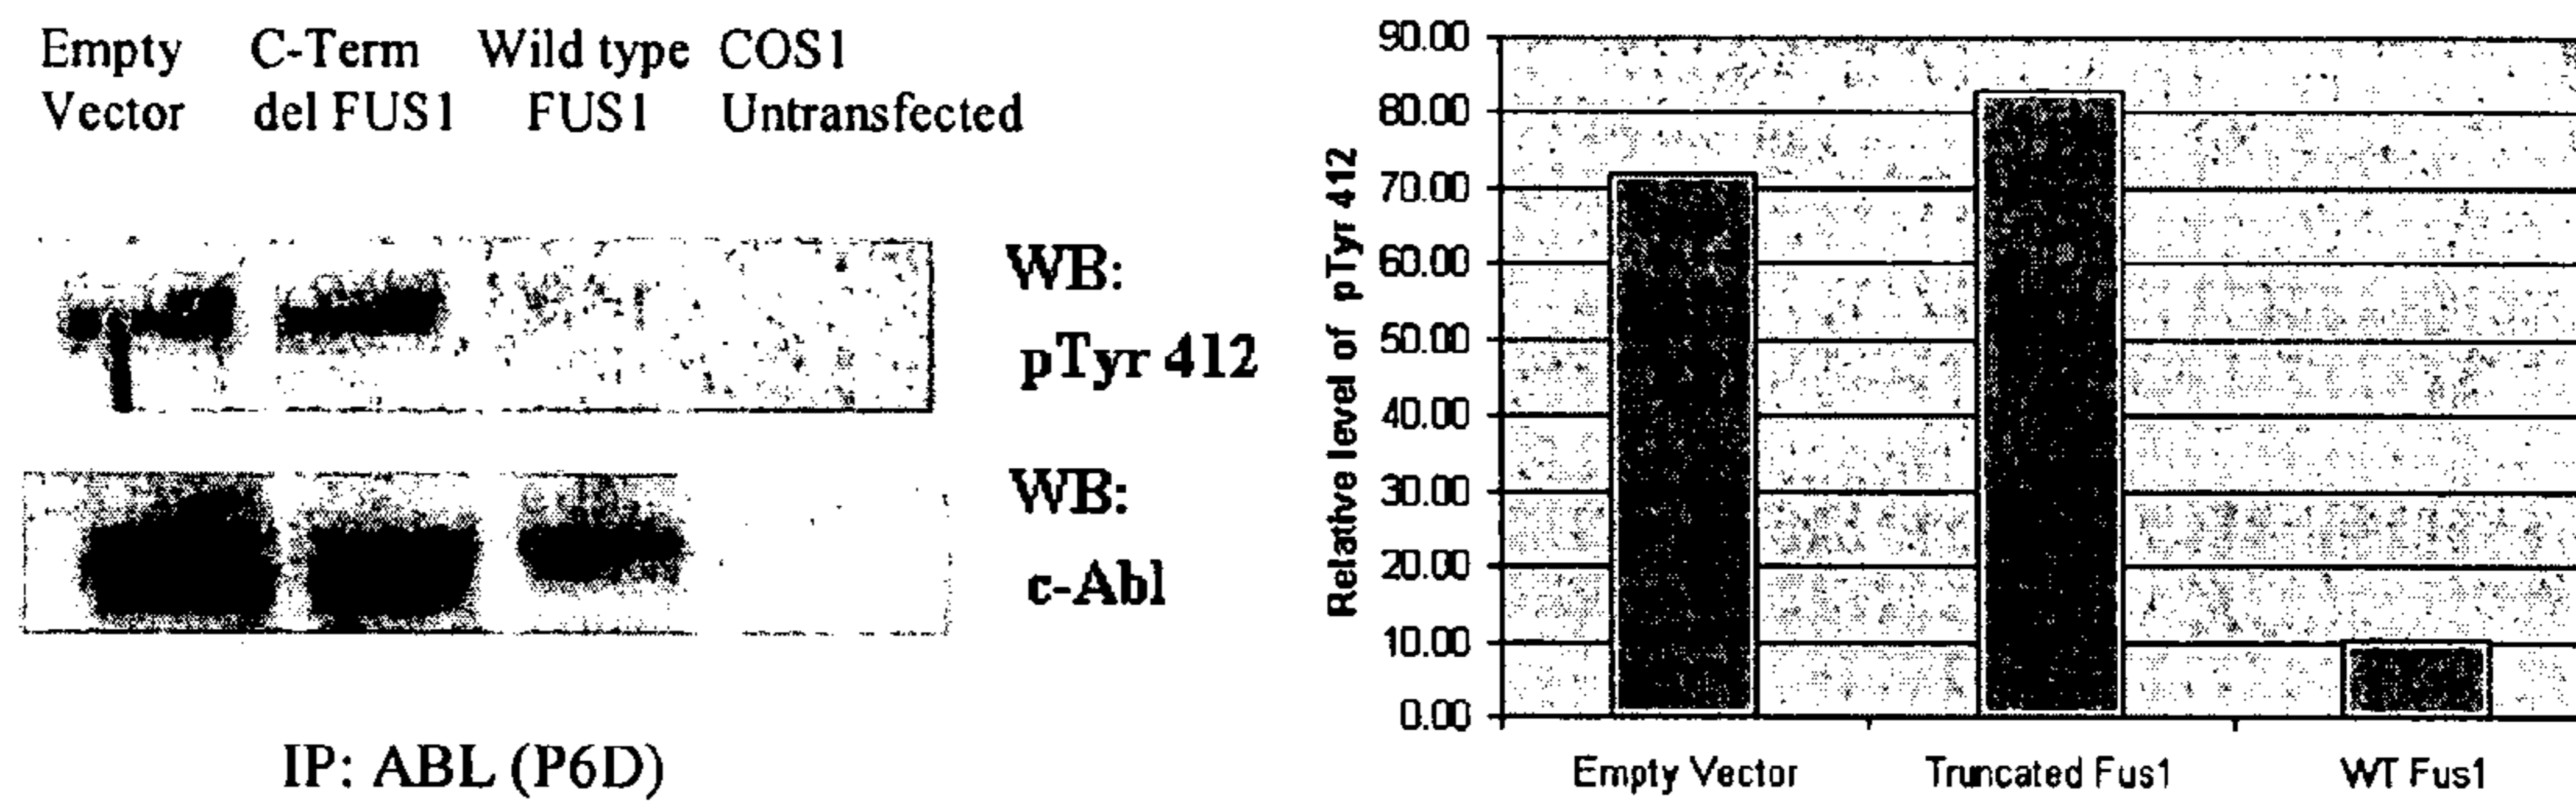 Empty C-Term Wild type COS1
Vector del FUS1 FUS1 Untransfected
WB:
pTyr 412
WB:
c-Abl
IP: ABL (P6D)
Relative level of pTyr 412
90.00
80.00
70.00
60.00
50.00
40.00
30.00
20.00
10.00
0.00
Empty Vector Truncated Fus1 WT Fus1